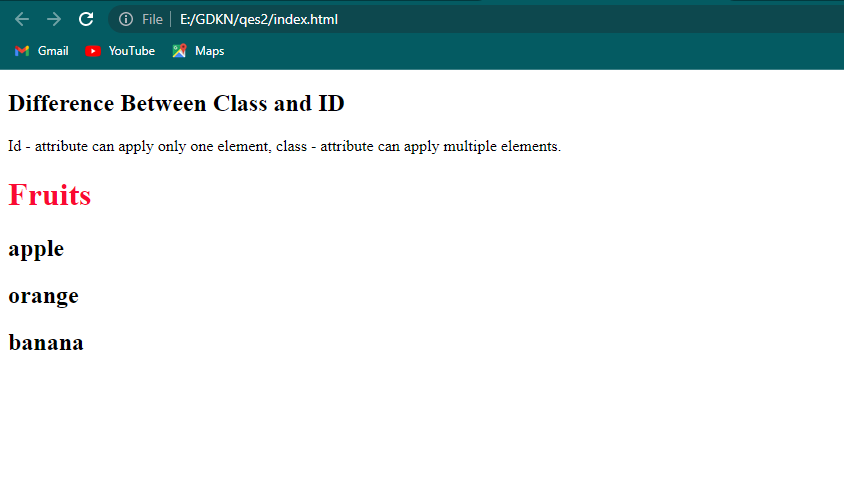 File E:/GDKN/qes2/index.html
Gmail YouTube Maps
Difference Between Class and ID
Id - attribute can apply only one element, class - attribute can apply multiple elements.
Fruits
apple
orange
banana